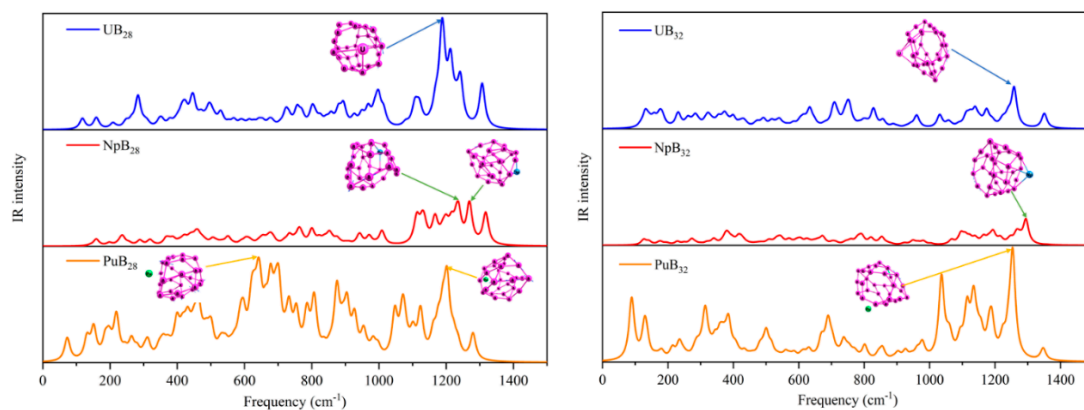 UB₂₈
U
NpB₂₈
PuB₂₈
IR intensity
0 200 400 600 800 1000 1200 1400
Frequency (cm⁻¹)
UB₃₂
NpB₃₂
PuB₃₂
IR intensity
0 200 400 600 800 1000 1200 1400
Frequency (cm⁻¹)